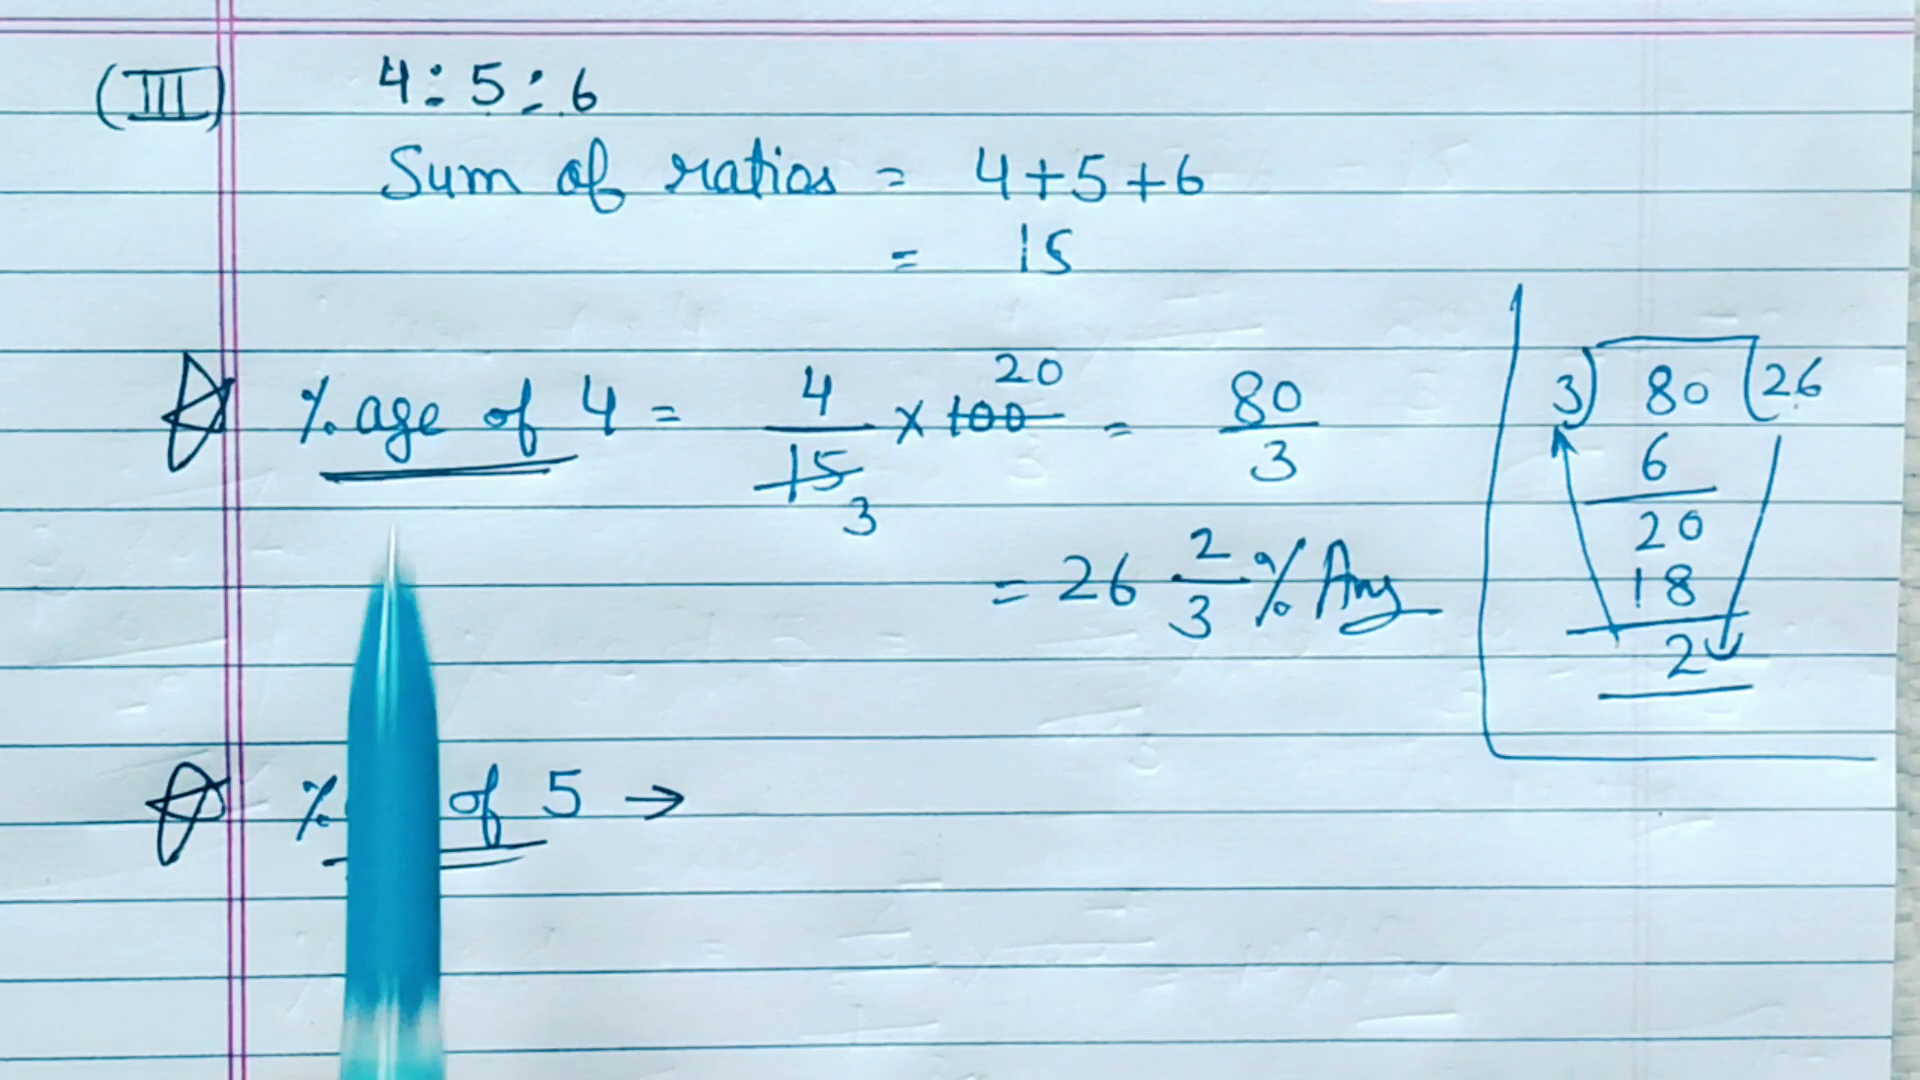 (III) 4:5:6
Sum of ratios = 4+5+6
= 15
%age of 4 = 4/15 × 100 = 80/3
20
3
= 26 2/3 % Ans
3) 80 (26
6
20
18
2
% of 5 →